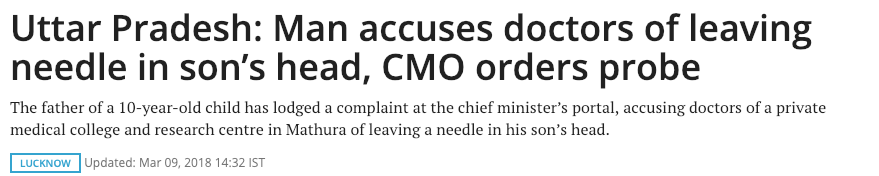 Uttar Pradesh: Man accuses doctors of leaving
needle in son’s head, CMO orders probe
The father of a 10-year-old child has lodged a complaint at the chief minister’s portal, accusing doctors of a private
medical college and research centre in Mathura of leaving a needle in his son’s head.
LUCKNOW Updated: Mar 09, 2018 14:32 IST